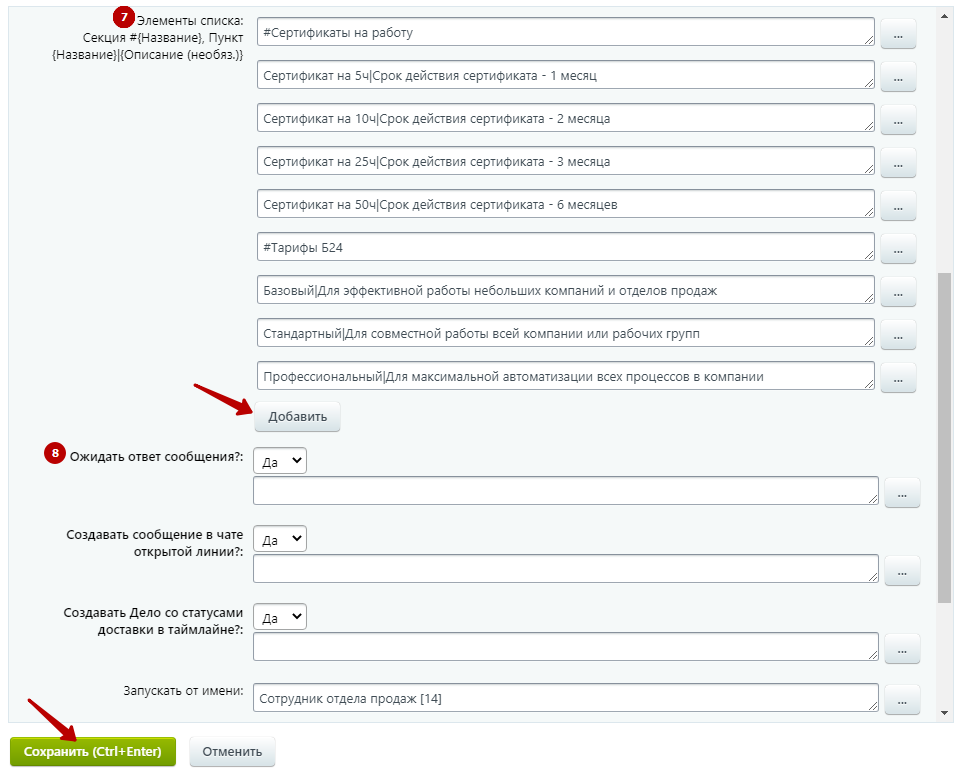 7
Элементы списка:
Секция #{Название}, Пункт
{Название}|{Описание (необяз.)}
#Сертификаты на работу
...
Сертификат на 5ч|Срок действия сертификата - 1 месяц
...
Сертификат на 10ч|Срок действия сертификата - 2 месяца
...
Сертификат на 25ч|Срок действия сертификата - 3 месяца
...
Сертификат на 50ч|Срок действия сертификата - 6 месяцев
...
#Тарифы Б24
...
Базовый|Для эффективной работы небольших компаний и отделов продаж
...
Стандартный|Для совместной работы всей компании или рабочих групп
...
Профессиональный|Для максимальной автоматизации всех процессов в компании
...
Добавить
8
Ожидать ответ сообщения?:
Да
...
Создавать сообщение в чате
открытой линии?:
Да
...
Создавать Дело со статусами
доставки в таймлайне?:
Да
...
Запускать от имени:
Сотрудник отдела продаж [14]
...
Сохранить (Ctrl+Enter)
Отменить